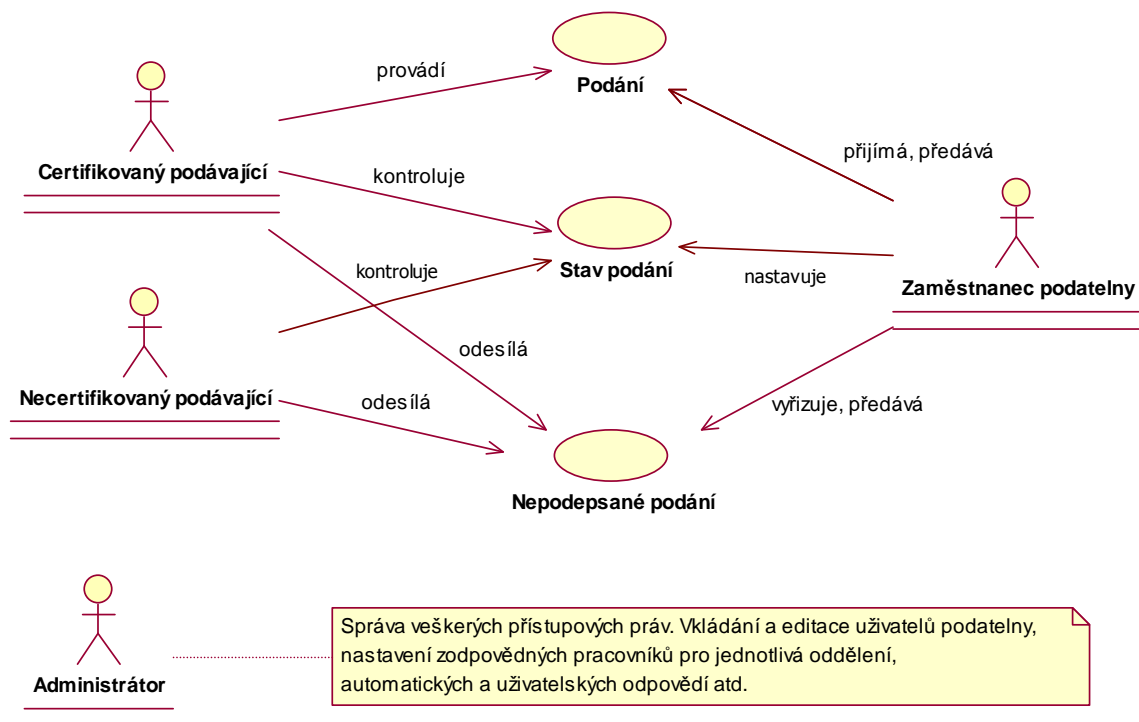 provádí
Podání
Certifikovaný podávající
přijímá, předává
kontroluje
Stav podání
kontroluje
nastavuje
Zaměstnanec podatelny
odesílá
Necertifikovaný podávající
odesílá
vyřizuje, předává
Nepodepsané podání
Správa veškerých přístupových práv. Vkládání a editace uživatelů podatelny,
nastavení zodpovědných pracovníků pro jednotlivá oddělení,
automatických a uživatelských odpovědí atd.
Administrátor